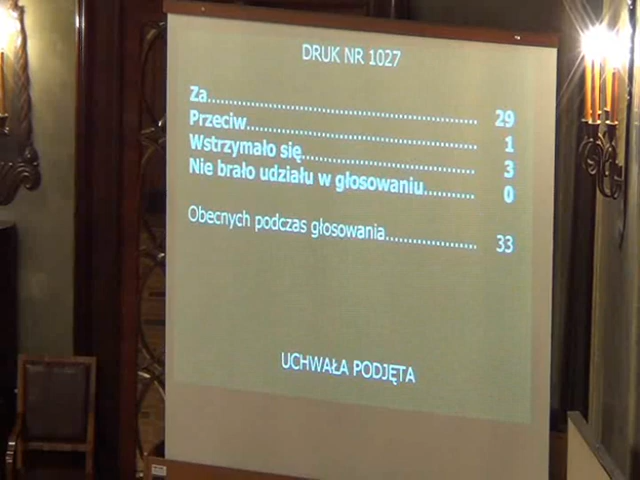 DRUK NR 1027
Za.................................................... 29
Przeciw............................................. 1
Wstrzymało się.................................. 3
Nie brało udziału w głosowaniu.......... 0
Obecnych podczas głosowania.................. 33
UCHWAŁA PODJĘTA